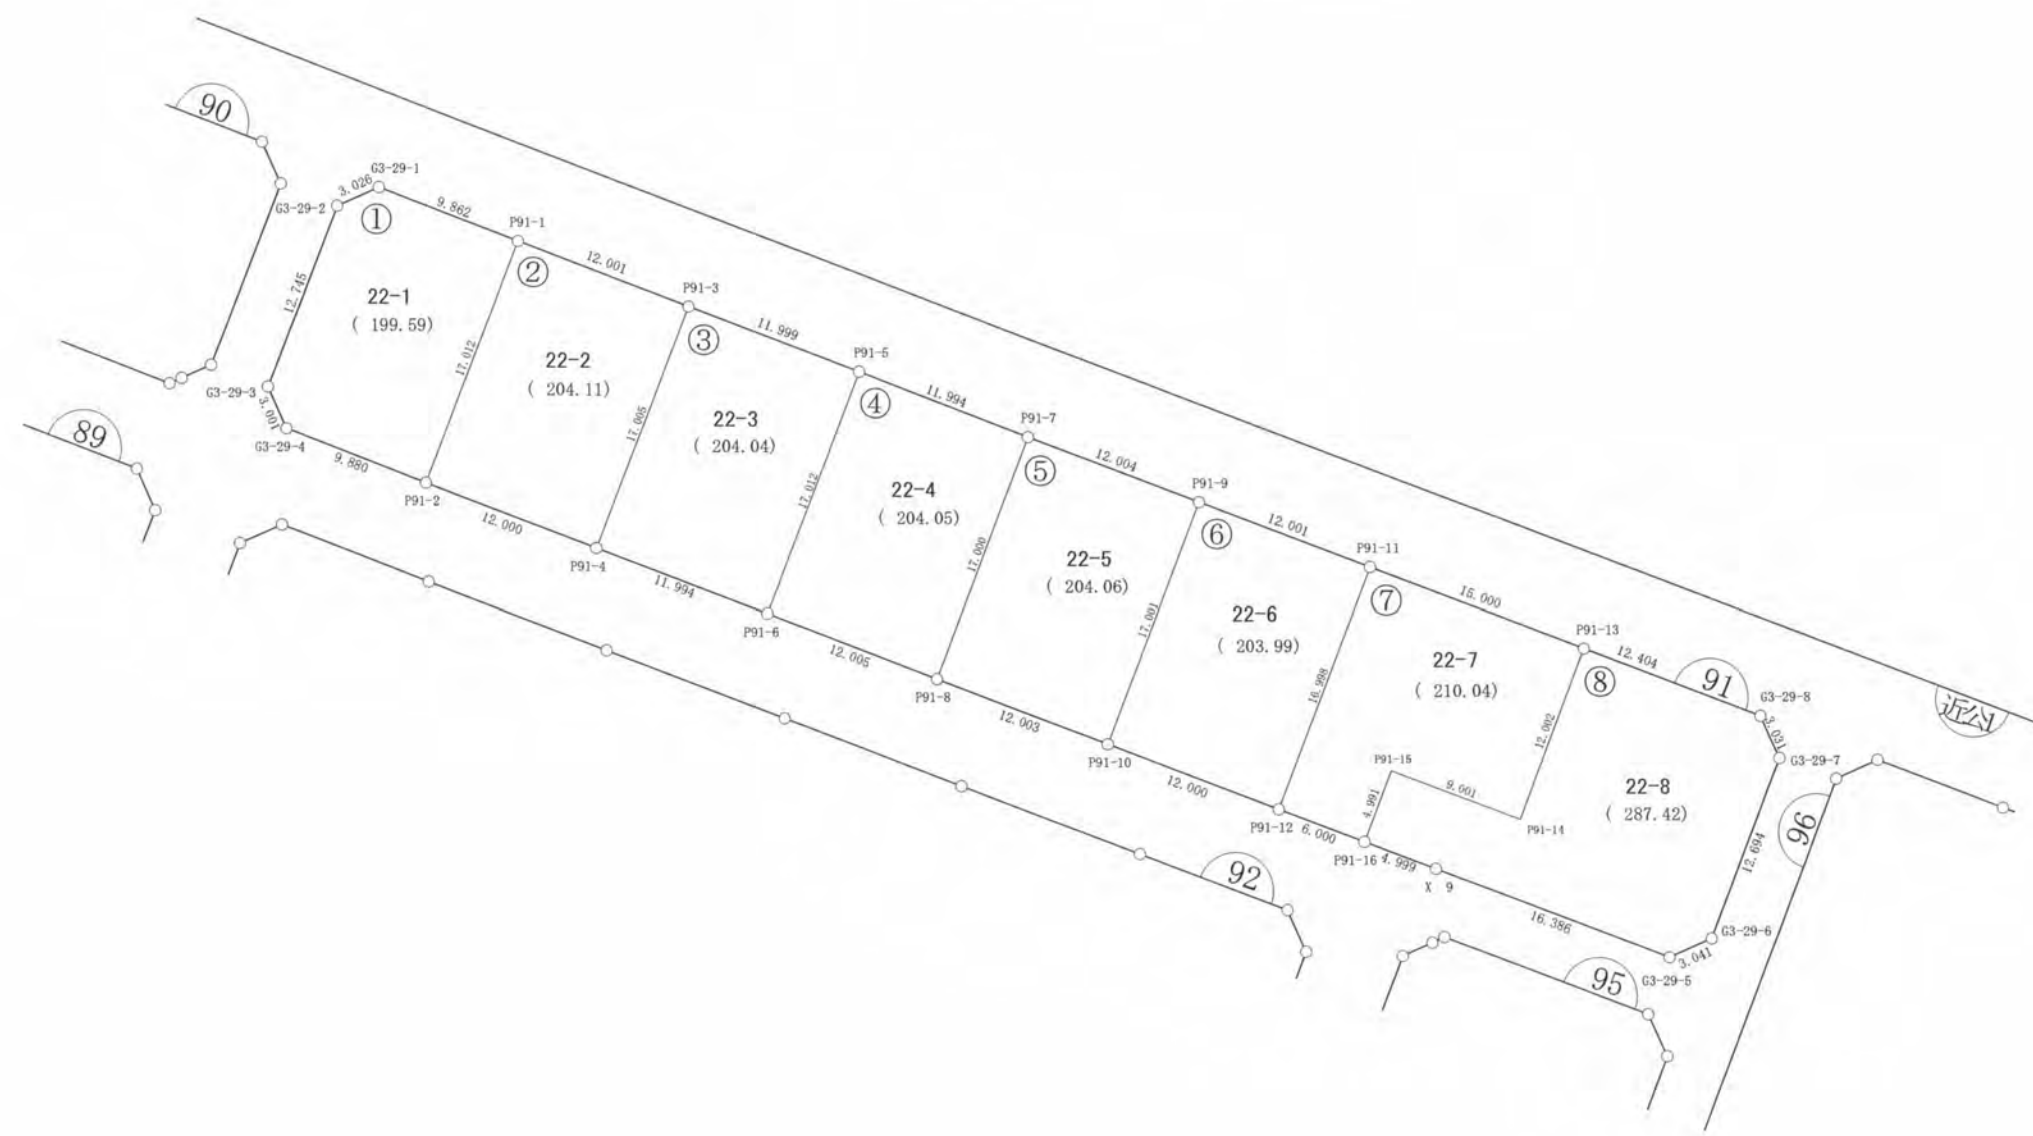 90
G3-29-1
3.026
G3-29-2
①
9.862
P91-1
12.001
②
12.745
22-1
( 199.59)
P91-3
11.999
③
17.012
22-2
( 204.11)
P91-5
11.994
④
G3-29-3
3.001
G3-29-4
9.880
89
17.005
22-3
( 204.04)
P91-7
12.004
⑤
P91-2
12.000
17.012
22-4
( 204.05)
P91-9
12.001
⑥
P91-4
11.994
17.000
22-5
( 204.06)
P91-11
15.000
⑦
P91-6
12.005
17.001
22-6
( 203.99)
P91-13
12.404
⑧
91
G3-29-8
3.031
G3-29-7
近公1
P91-8
12.003
16.998
22-7
( 210.04)
12.002
P91-10
12.000
P91-15
4.991
9.001
P91-14
22-8
( 287.42)
96
12.694
P91-12
6.000
P91-16
4.999
X 9
16.386
92
G3-29-6
3.041
G3-29-5
95